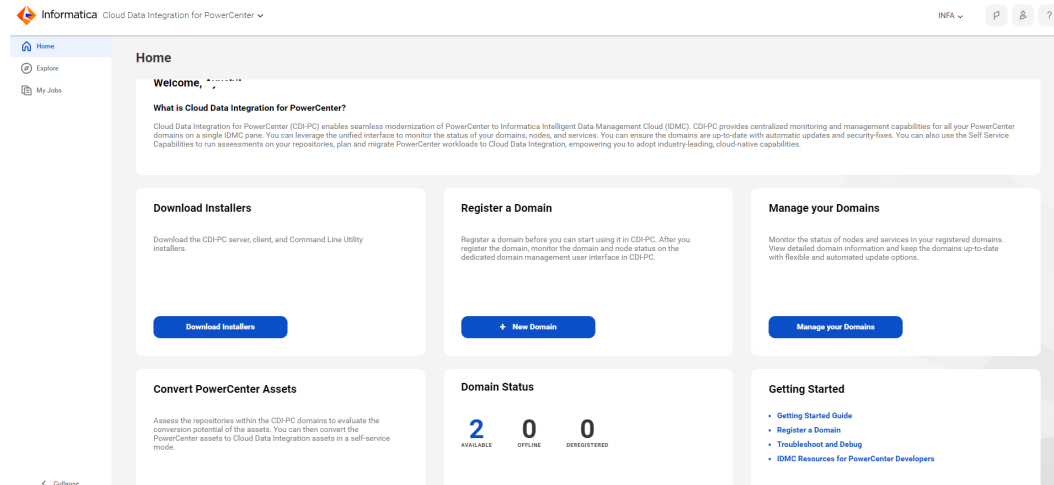 Informatica Cloud Data Integration for PowerCenter
INFA
?
Home
Explore
My Jobs
Collapse
Home
Welcome,
What is Cloud Data Integration for PowerCenter?
Cloud Data Integration for PowerCenter (CDI-PC) enables seamless modernization of PowerCenter to Informatica Intelligent Data Management Cloud (IDMC). CDI-PC provides centralized monitoring and management capabilities for all your PowerCenter
domains on a single IDMC pane. You can leverage the unified interface to monitor the status of your domains, nodes, and services. You can ensure the domains are up-to-date with automatic updates and security-fixes. You can also use the Self Service
Capabilities to run assessments on your repositories, plan and migrate PowerCenter workloads to Cloud Data Integration, empowering you to adopt industry-leading, cloud-native capabilities.
Download Installers
Download the CDI-PC server, client, and Command Line Utility
installers.
Download Installers
Register a Domain
Register a domain before you can start using it in CDI-PC. After you
register the domain, monitor the domain and node status on the
dedicated domain management user interface in CDI-PC.
+ New Domain
Manage your Domains
Monitor the status of nodes and services in your registered domains.
View detailed domain information and keep the domains up-to-date
with flexible and automated update options.
Manage your Domains
Convert PowerCenter Assets
Assess the repositories within the CDI-PC domains to evaluate the
conversion potential of the assets. You can then convert the
PowerCenter assets to Cloud Data Integration assets in a self-service
mode.
Domain Status
2 0 0
AVAILABLE OFFLINE DEREGISTERED
Getting Started
• Getting Started Guide
• Register a Domain
• Troubleshoot and Debug
• IDMC Resources for PowerCenter Developers